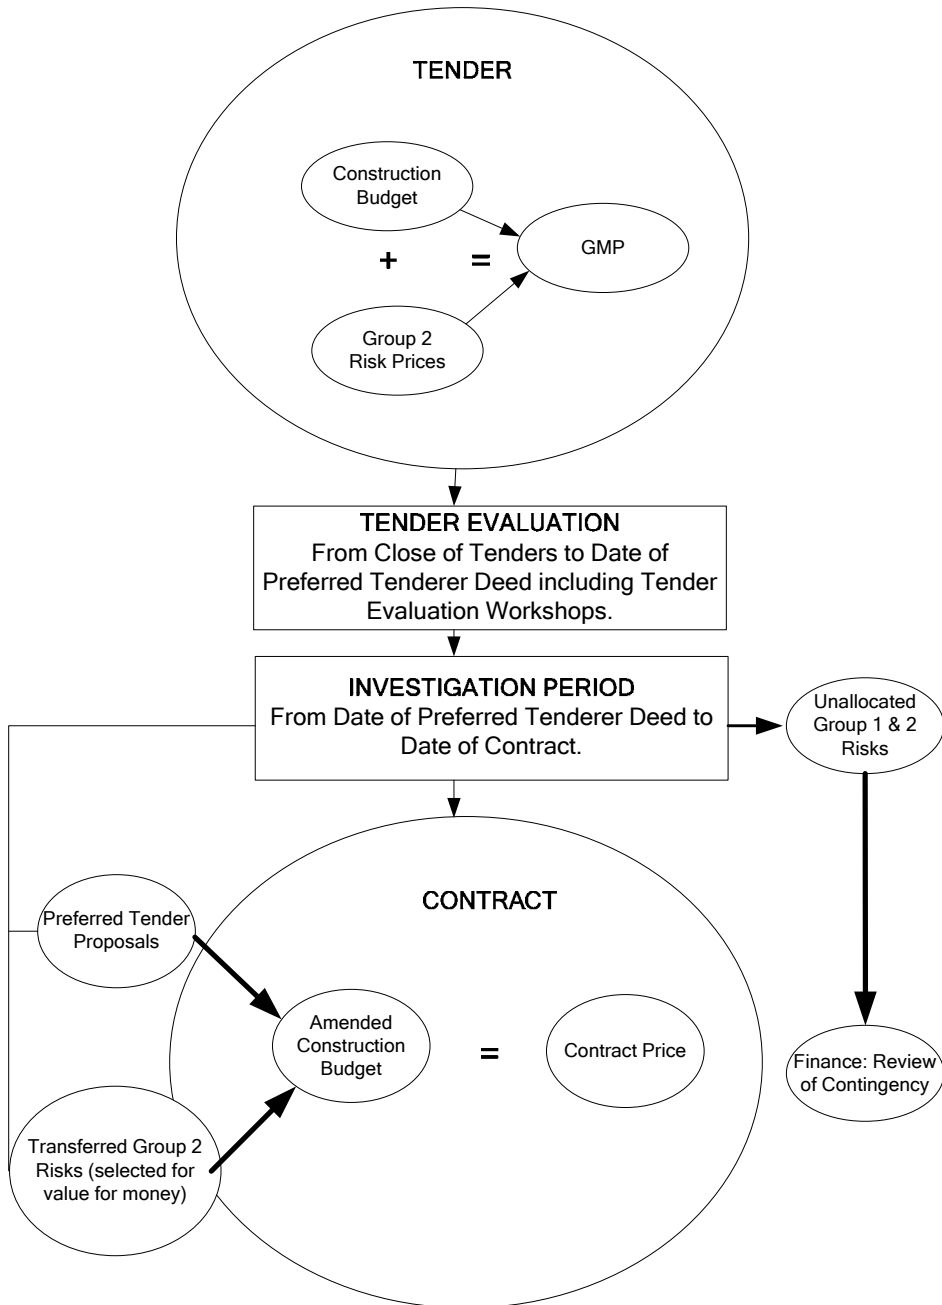 TENDER
Construction
Budget
+
=
GMP
Group 2
Risk Prices
TENDER EVALUATION
From Close of Tenders to Date of
Preferred Tenderer Deed including Tender
Evaluation Workshops.
INVESTIGATION PERIOD
From Date of Preferred Tenderer Deed to
Date of Contract.
Unallocated
Group 1 & 2
Risks
CONTRACT
Preferred Tender
Proposals
Amended
Construction
Budget
=
Contract Price
Finance: Review
of Contingency
Transferred Group 2
Risks (selected for
value for money)